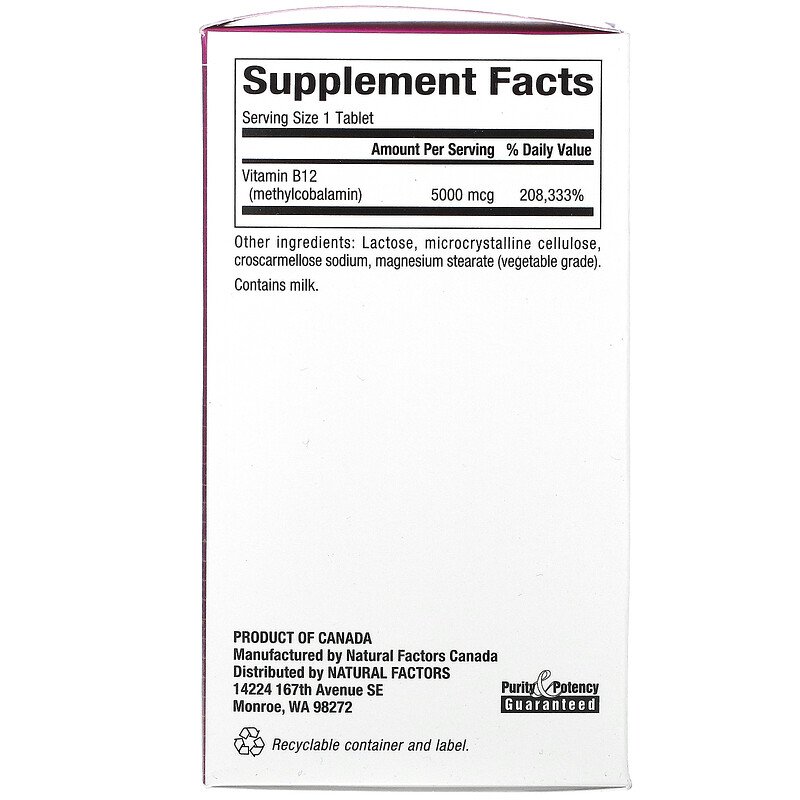 Supplement Facts
Serving Size 1 Tablet
Amount Per Serving % Daily Value
Vitamin B12
(methylcobalamin) 5000 mcg 208,333%
Other ingredients: Lactose, microcrystalline cellulose,
croscarmellose sodium, magnesium stearate (vegetable grade).
Contains milk.
PRODUCT OF CANADA
Manufactured by Natural Factors Canada
Distributed by NATURAL FACTORS
14224 167th Avenue SE
Monroe, WA 98272
Purity & Potency
Guaranteed
Recyclable container and label.